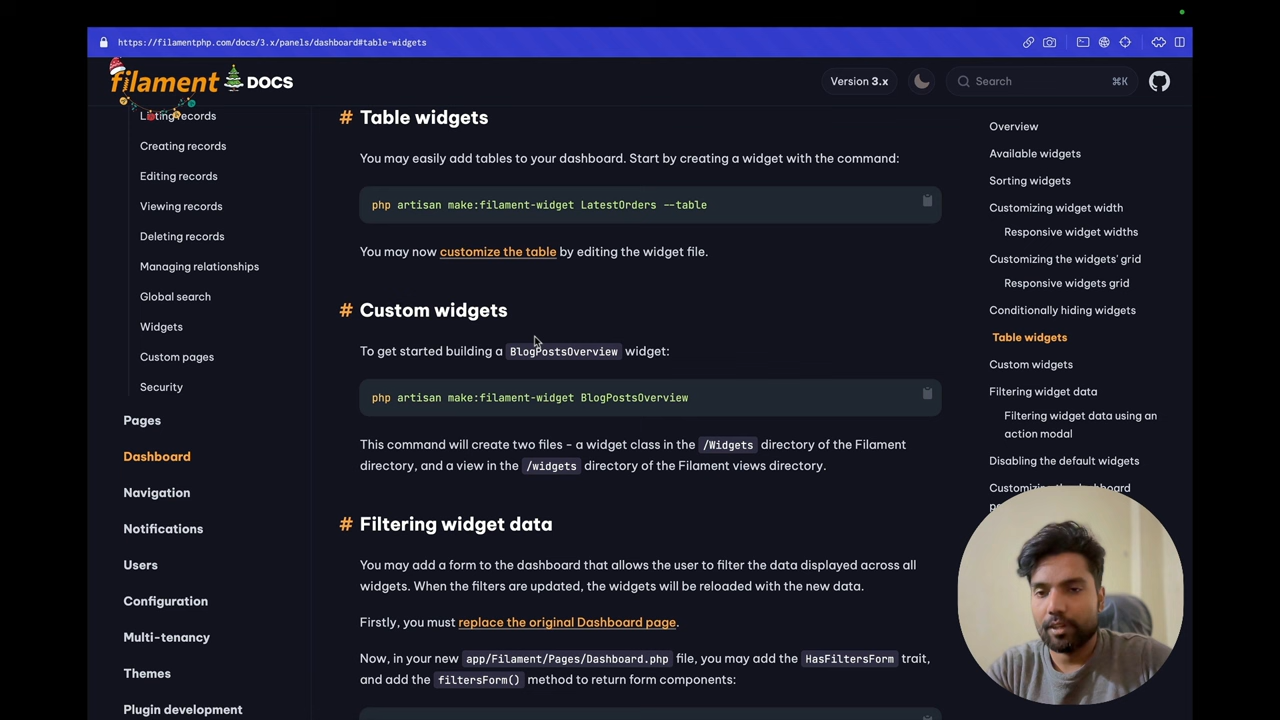 https://filamentphp.com/docs/3.x/panels/dashboard#table-widgets
filament DOCS
Version 3.x
Search
⌘K
Listing records
Creating records
Editing records
Viewing records
Deleting records
Managing relationships
Global search
Widgets
Custom pages
Security
Pages
Dashboard
Navigation
Notifications
Users
Configuration
Multi-tenancy
Themes
Plugin development
# Table widgets
You may easily add tables to your dashboard. Start by creating a widget with the command:
php artisan make:filament-widget LatestOrders --table
You may now customize the table by editing the widget file.
# Custom widgets
To get started building a BlogPostsOverview widget:
php artisan make:filament-widget BlogPostsOverview
This command will create two files - a widget class in the /Widgets directory of the Filament
directory, and a view in the /widgets directory of the Filament views directory.
# Filtering widget data
You may add a form to the dashboard that allows the user to filter the data displayed across all
widgets. When the filters are updated, the widgets will be reloaded with the new data.
Firstly, you must replace the original Dashboard page.
Now, in your new app/Filament/Pages/Dashboard.php file, you may add the HasFiltersForm trait,
and add the filtersForm() method to return form components:
Overview
Available widgets
Sorting widgets
Customizing widget width
Responsive widget widths
Customizing the widgets' grid
Responsive widgets grid
Conditionally hiding widgets
Table widgets
Custom widgets
Filtering widget data
Filtering widget data using an
action modal
Disabling the default widgets